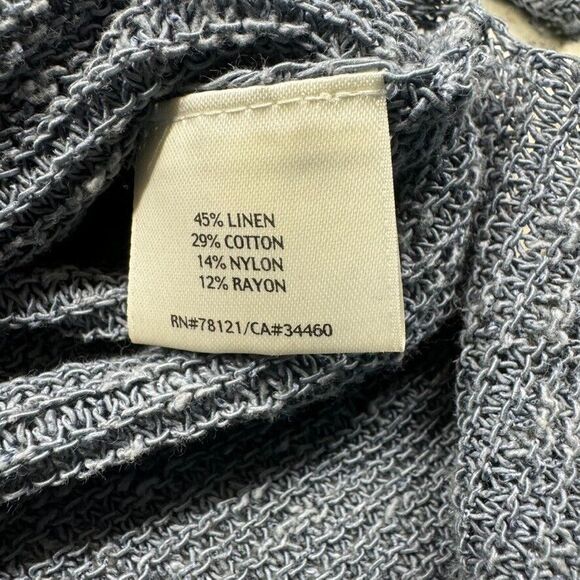 45% LINEN
29% COTTON
14% NYLON
12% RAYON
RN#78121/CA#34460